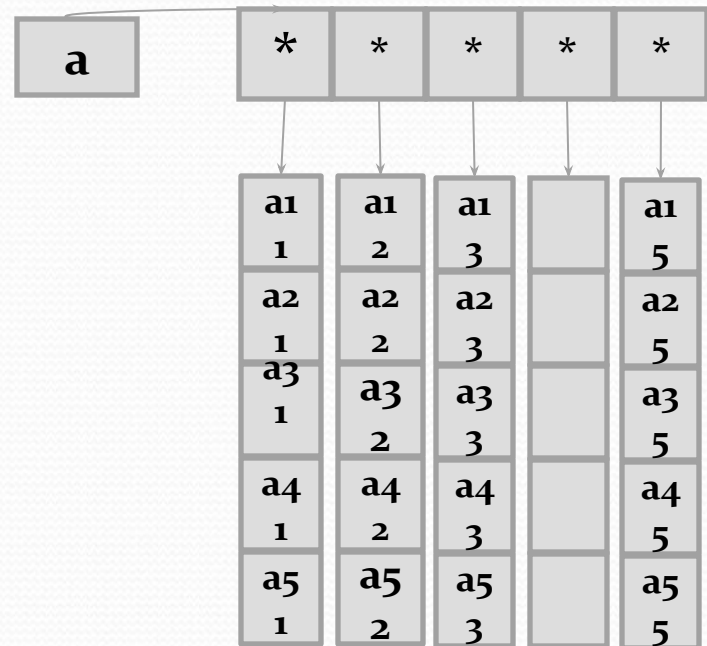 a
* * * * *
a1 a1 a1 a1
1 2 3 5
a2 a2 a2 a2
1 2 3 5
a3 a3 a3 a3
1 2 3 5
a4 a4 a4 a4
1 2 3 5
a5 a5 a5 a5
1 2 3 5